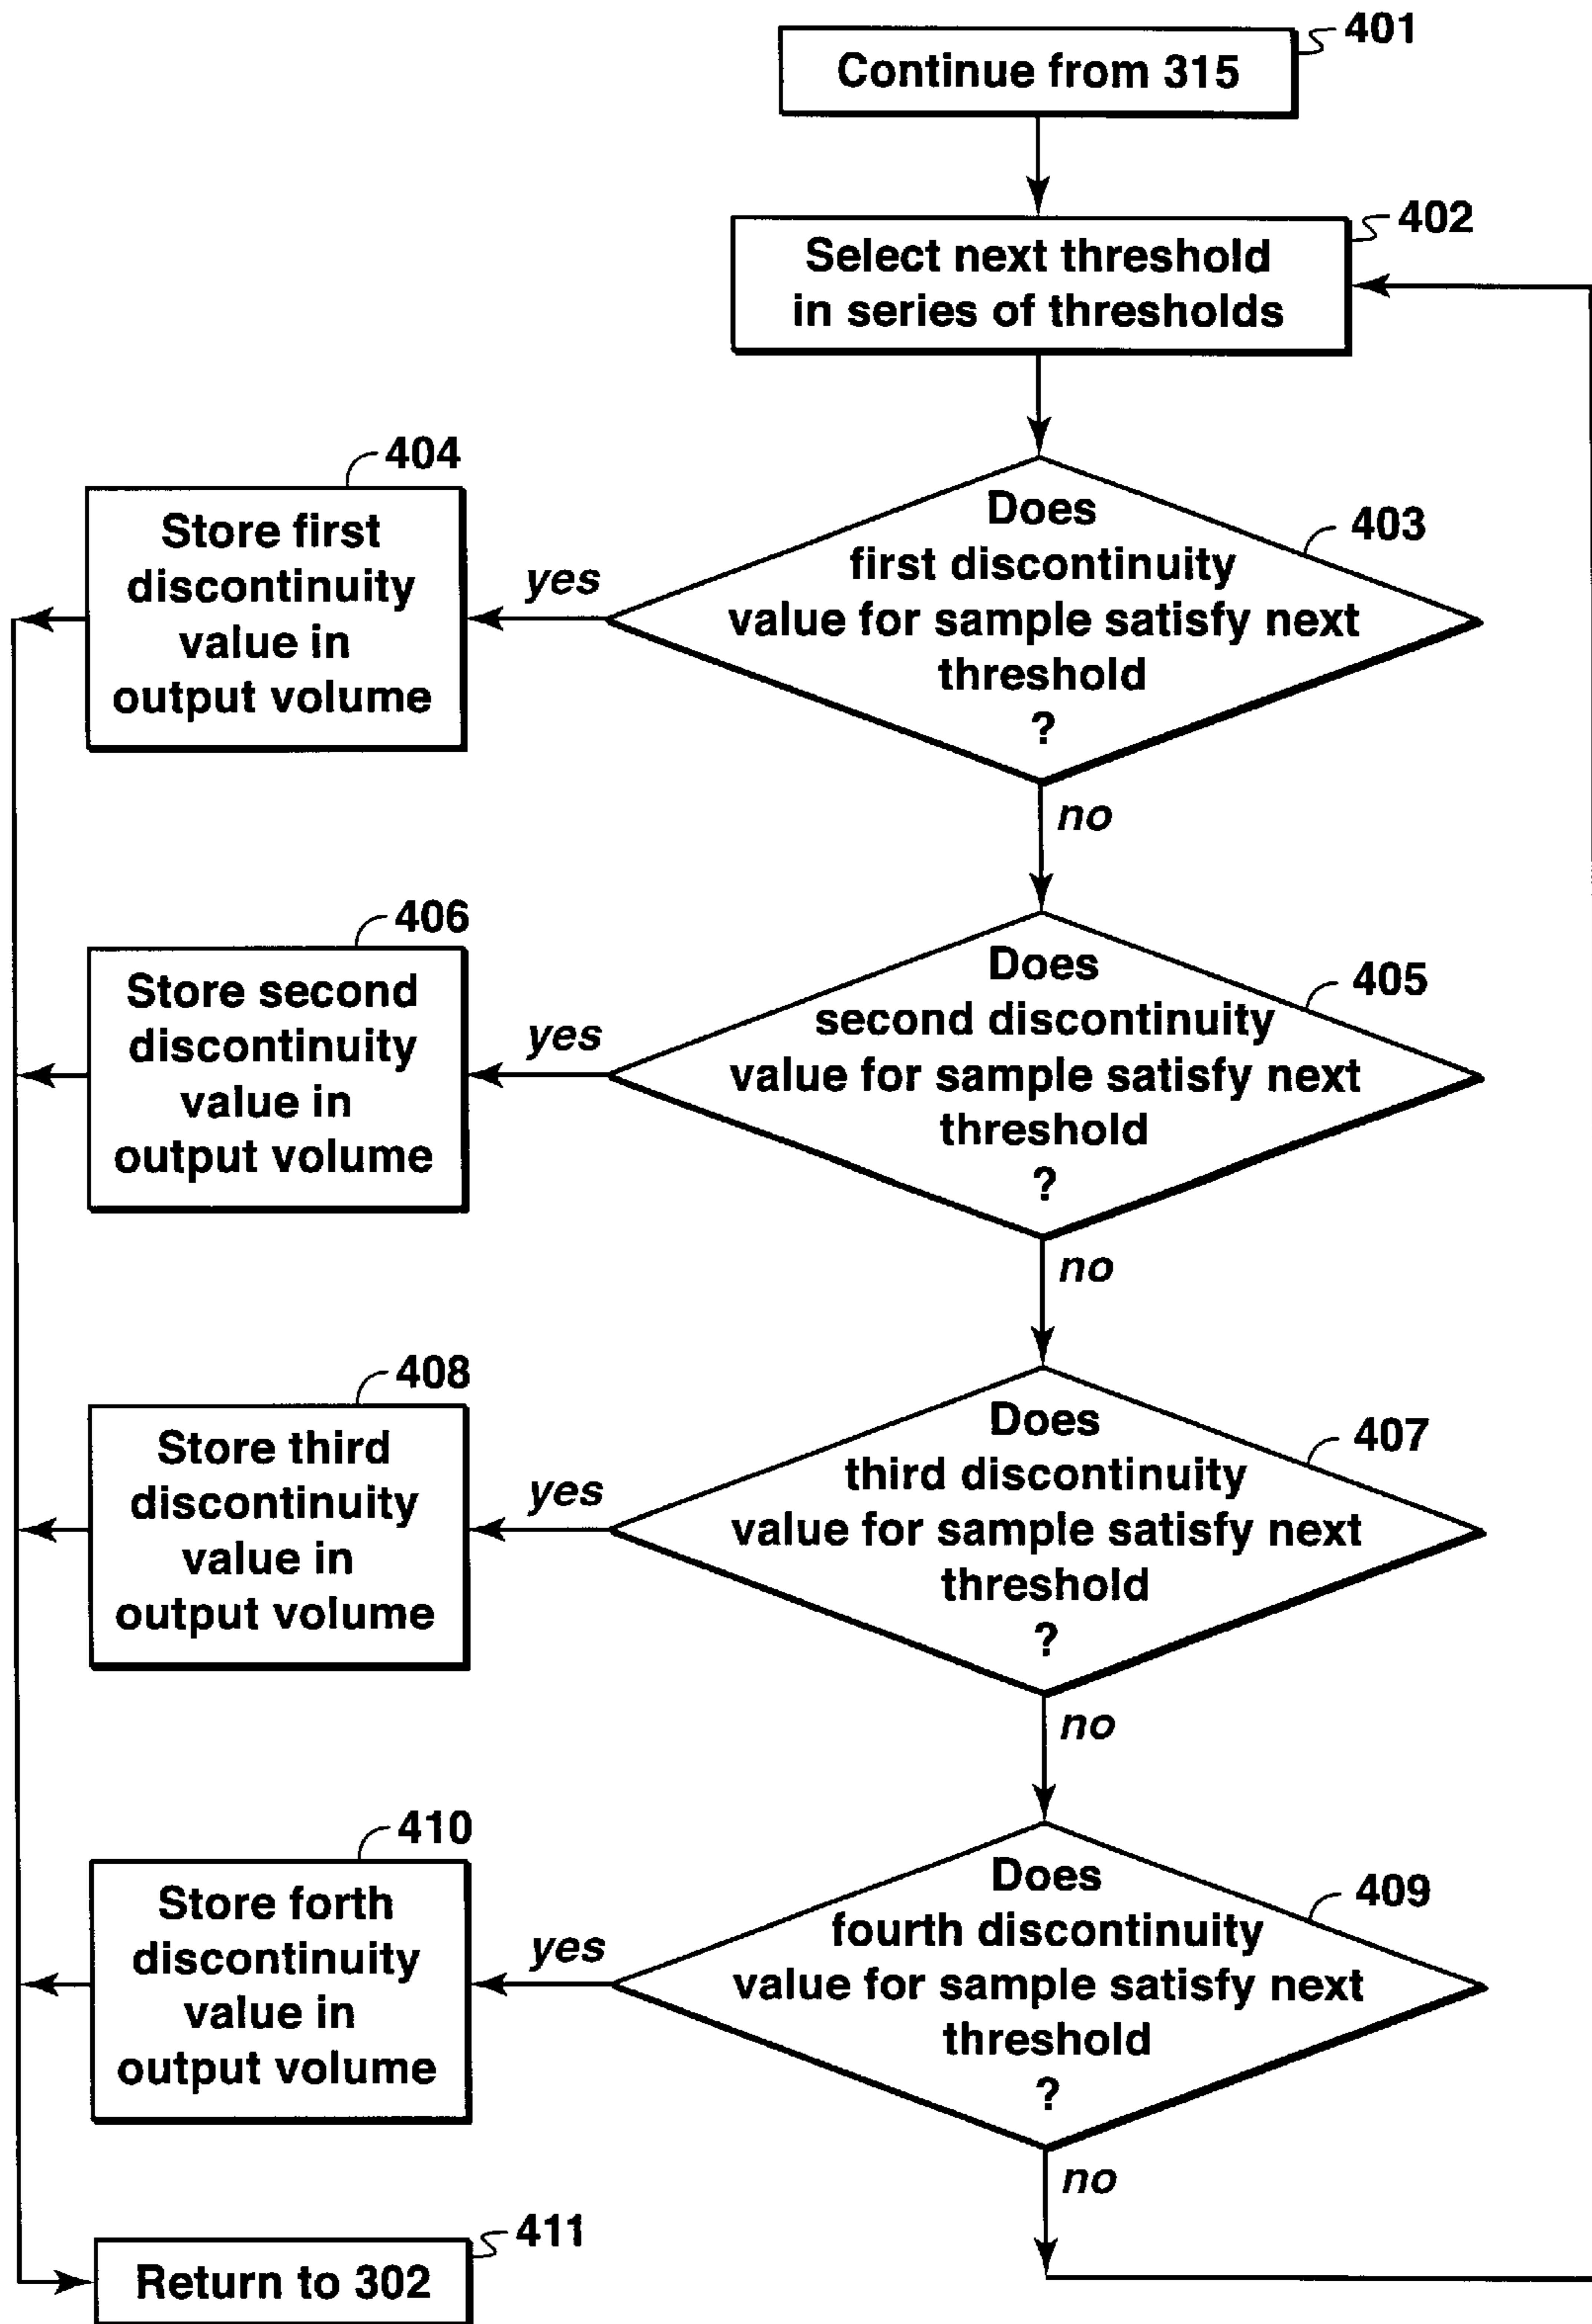 401
Continue from 315
402
Select next threshold
in series of thresholds
404
Store first
discontinuity
value in
output volume
yes
403
Does
first discontinuity
value for sample satisfy next
threshold
?
no
406
Store second
discontinuity
value in
output volume
yes
405
Does
second discontinuity
value for sample satisfy next
threshold
?
no
408
Store third
discontinuity
value in
output volume
yes
407
Does
third discontinuity
value for sample satisfy next
threshold
?
no
410
Store forth
discontinuity
value in
output volume
yes
409
Does
fourth discontinuity
value for sample satisfy next
threshold
?
no
411
Return to 302